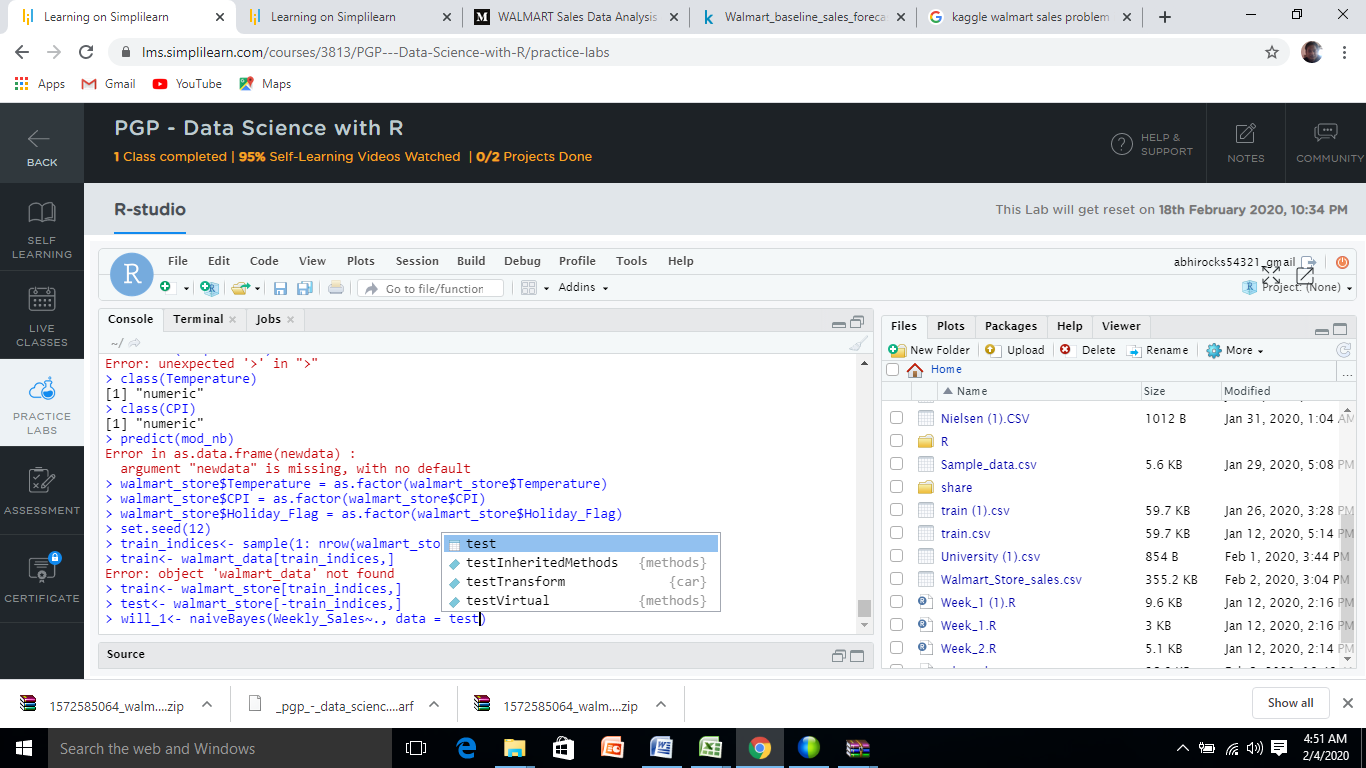 Learning on Simplilearn
Learning on Simplilearn
WALMART Sales Data Analysis
Walmart_baseline_sales_foreca
kaggle walmart sales problem
lms.simplilearn.com/courses/3813/PGP---Data-Science-with-R/practice-labs
Apps
Gmail
YouTube
Maps
BACK
PGP - Data Science with R
1 Class completed | 95% Self-Learning Videos Watched | 0/2 Projects Done
HELP &
SUPPORT
NOTES
COMMUNITY
SELF
LEARNING
LIVE
CLASSES
PRACTICE
LABS
ASSESSMENT
CERTIFICATE
R-studio
This Lab will get reset on 18th February 2020, 10:34 PM
R
File Edit Code View Plots Session Build Debug Profile Tools Help
abhirocks54321_gmail
Go to file/function
Addins
Project: (None)
Console
Terminal
Jobs
~/
Error: unexpected '>' in ">"
> class(Temperature)
[1] "numeric"
> class(CPI)
[1] "numeric"
> predict(mod_nb)
Error in as.data.frame(newdata) :
argument "newdata" is missing, with no default
> walmart_store$Temperature = as.factor(walmart_store$Temperature)
> walmart_store$CPI = as.factor(walmart_store$CPI)
> walmart_store$Holiday_Flag = as.factor(walmart_store$Holiday_Flag)
> set.seed(12)
> train_indices<- sample(1: nrow(walmart_sto
> train<- walmart_data[train_indices,]
Error: object 'walmart_data' not found
> train<- walmart_store[train_indices,]
> test<- walmart_store[-train_indices,]
> will_1<- naiveBayes(Weekly_Sales~., data = test)
test
testInheritedMethods {methods}
testTransform {car}
testVirtual {methods}
Source
Files Plots Packages Help Viewer
New Folder Upload Delete Rename More
Home
...
Name Size Modified
Nielsen (1).CSV 1012 B Jan 31, 2020, 1:04 AM
R
Sample_data.csv 5.6 KB Jan 29, 2020, 5:08 PM
share
train (1).csv 59.7 KB Jan 26, 2020, 3:28 PM
train.csv 59.7 KB Jan 12, 2020, 5:14 PM
University (1).csv 854 B Feb 1, 2020, 3:44 PM
Walmart_Store_sales.csv 355.2 KB Feb 2, 2020, 3:04 PM
Week_1 (1).R 9.6 KB Jan 12, 2020, 2:16 PM
Week_1.R 3 KB Jan 12, 2020, 2:16 PM
Week_2.R 5.1 KB Jan 12, 2020, 2:14 PM
1572585064_walm....zip
_pgp_-_data_scienc....arf
1572585064_walm....zip
Show all
Search the web and Windows
4:51 AM
2/4/2020